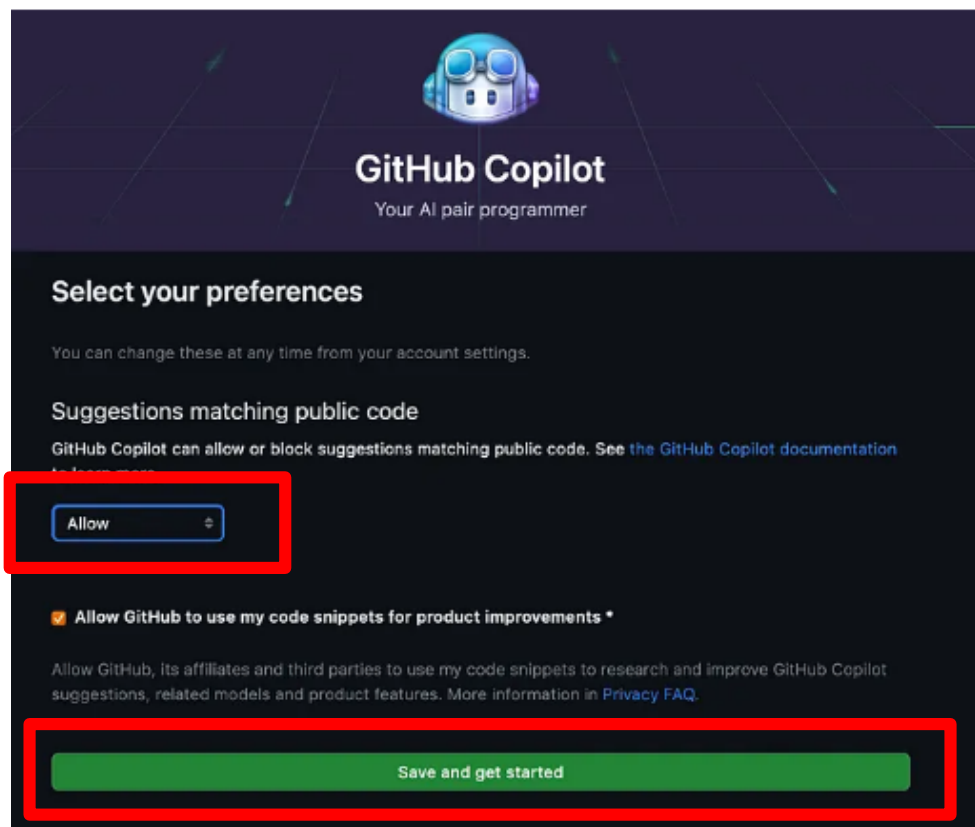 GitHub Copilot
Your AI pair programmer
Select your preferences
You can change these at any time from your account settings.
Suggestions matching public code
GitHub Copilot can allow or block suggestions matching public code. See the GitHub Copilot documentation
to learn more
Allow
Allow GitHub to use my code snippets for product improvements *
Allow GitHub, its affiliates and third parties to use my code snippets to research and improve GitHub Copilot
suggestions, related models and product features. More information in Privacy FAQ.
Save and get started